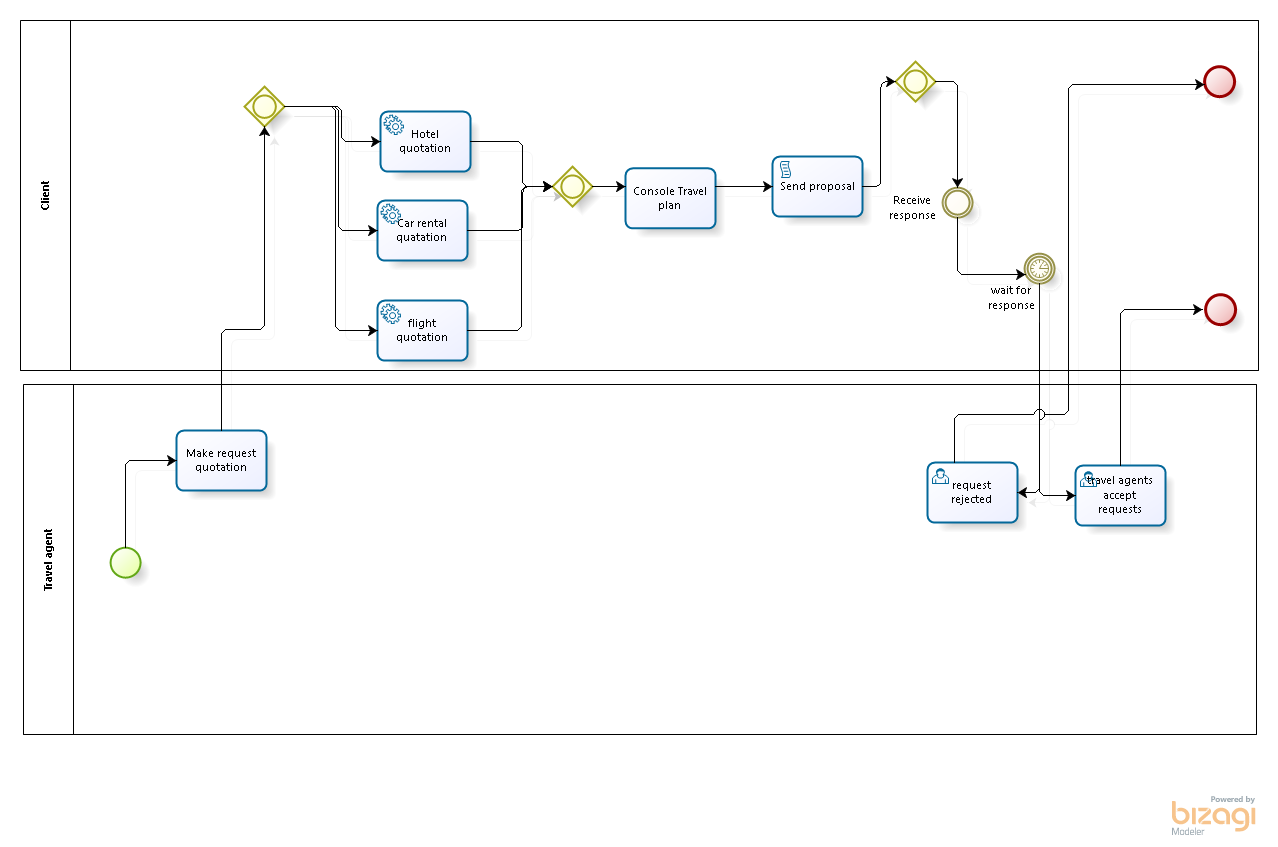 Client
Hotel
quotation
Car rental
quatation
flight
quotation
Console Travel
plan
Send proposal
Receive
response
wait for
response
Travel agent
Make request
quotation
request
rejected
travel agents
accept
requests
Powered by
bizagi
Modeler